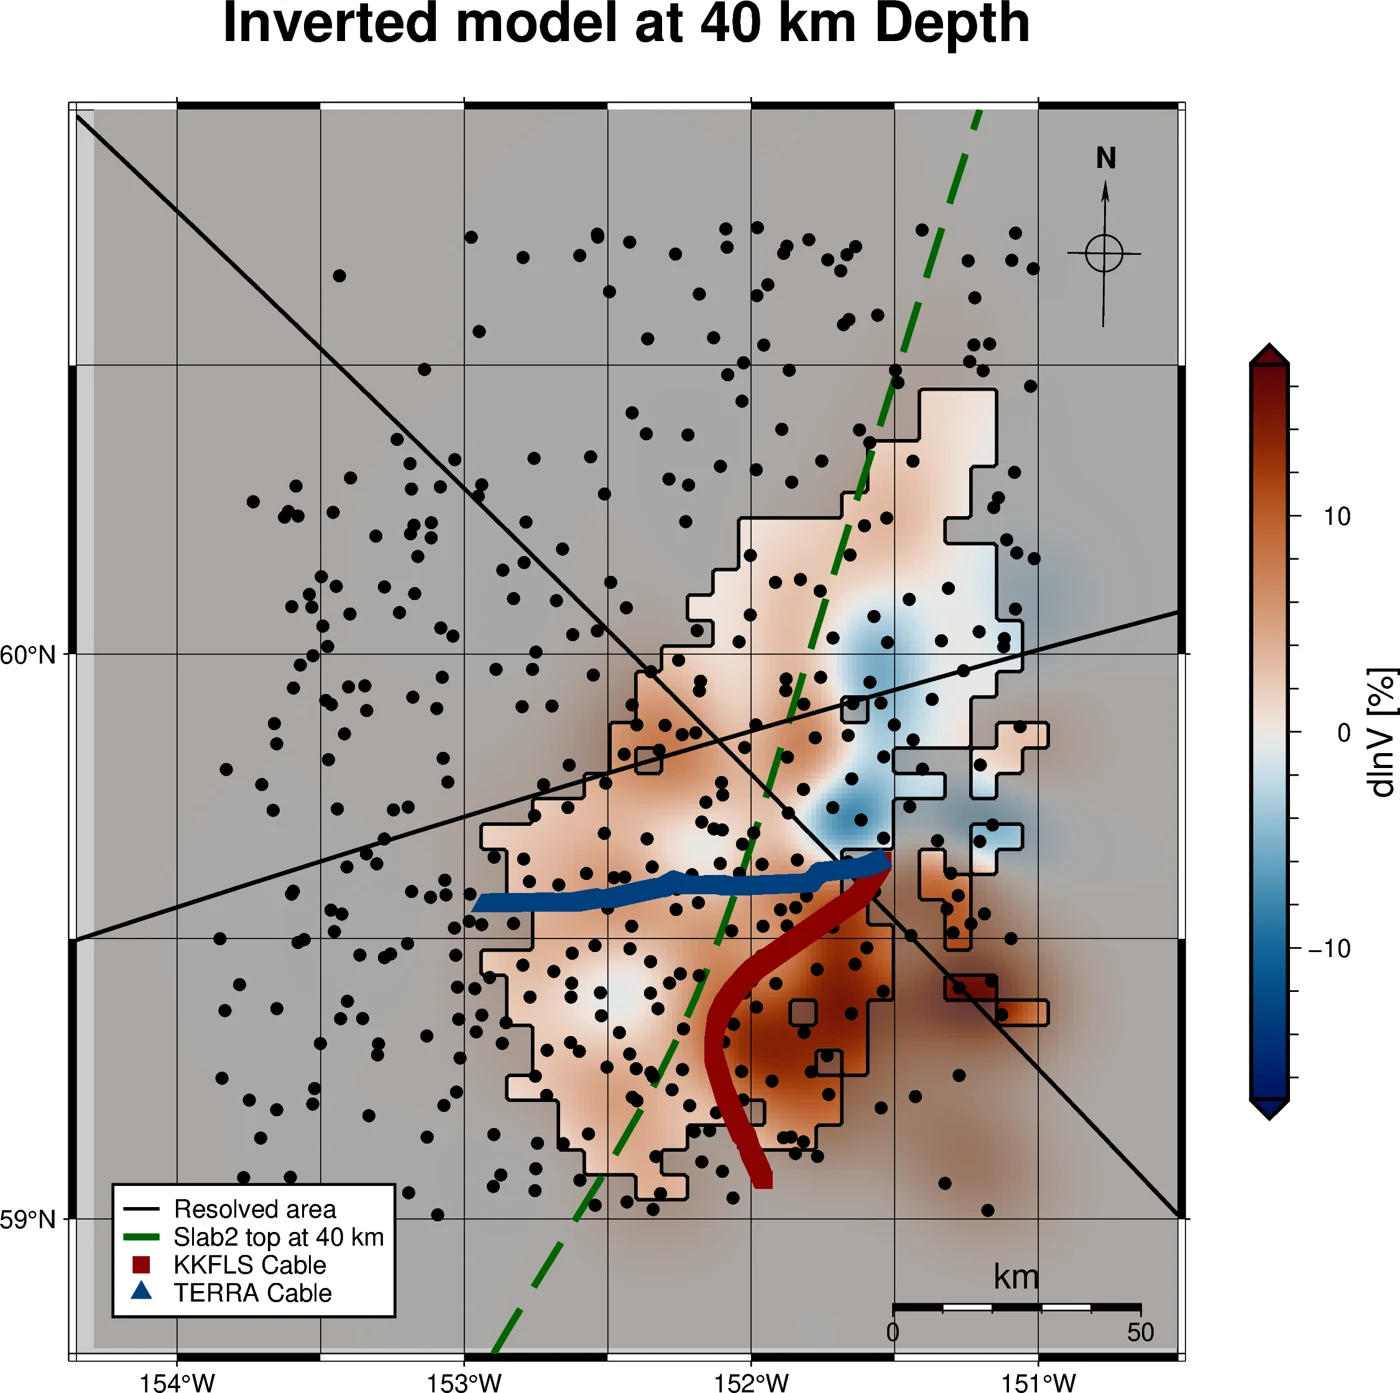 Inverted model at 40 km Depth
N
10
0
−10
dlnV [%]
60°N
59°N
Resolved area
Slab2 top at 40 km
KKFLS Cable
TERRA Cable
km
0 50
154°W 153°W 152°W 151°W